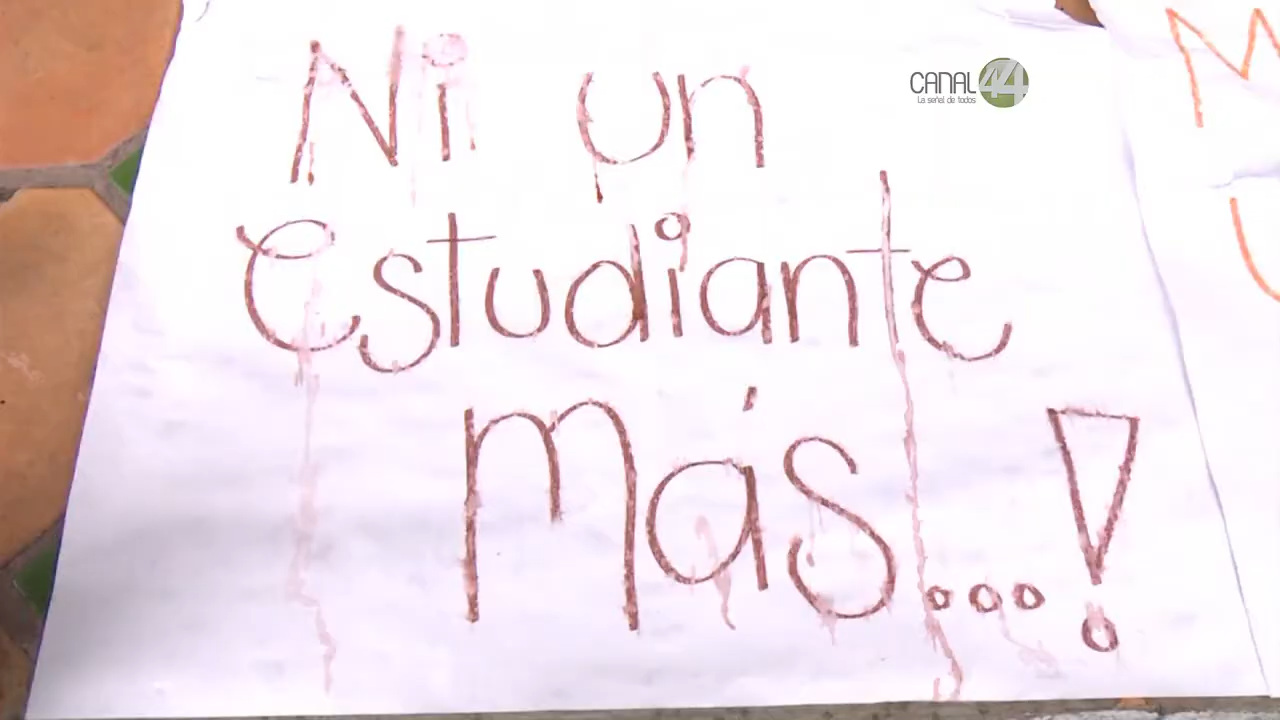 Ni un
estudiante
más...!
CANAL 44
La señal de todos
M
U